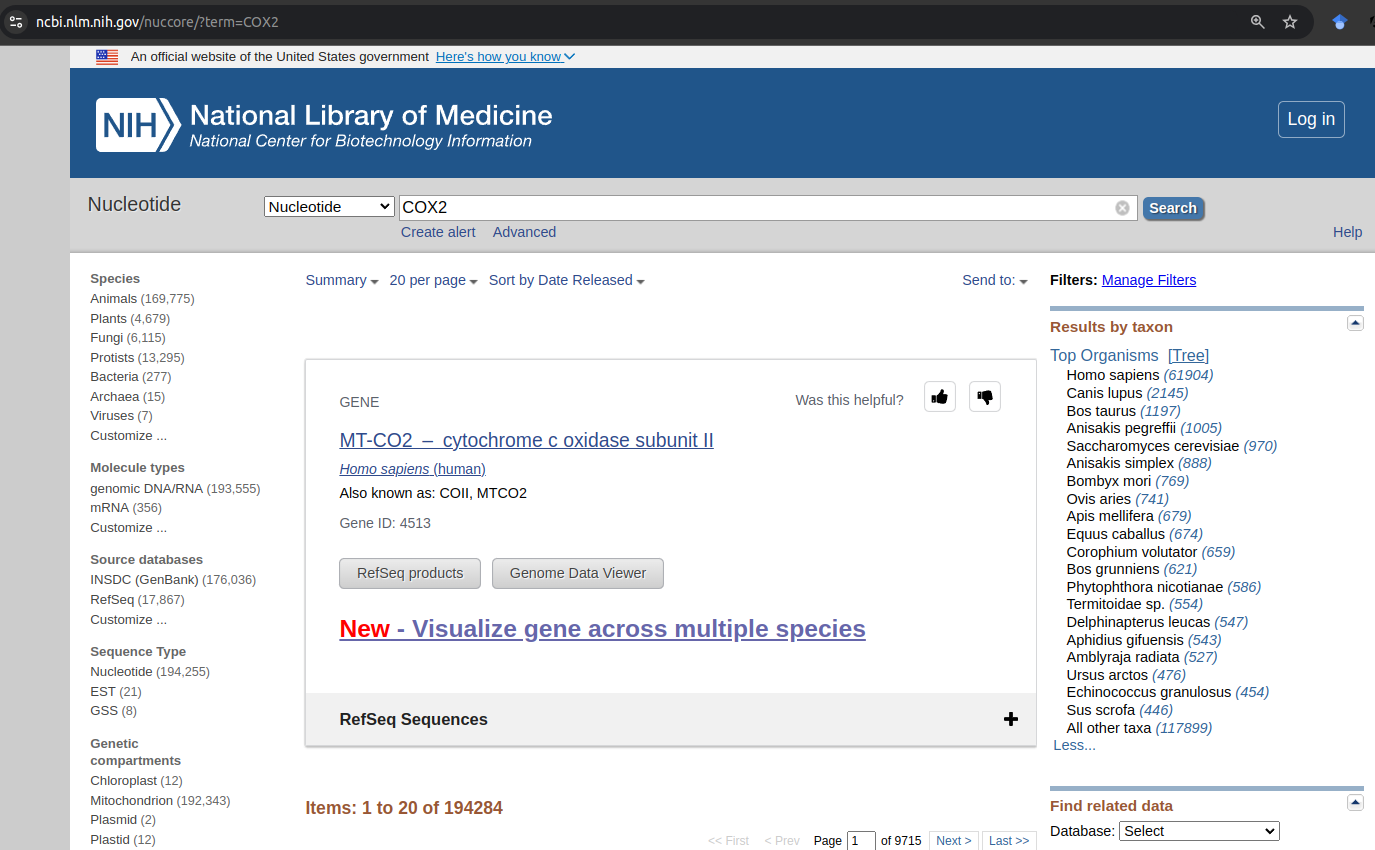 ncbi.nlm.nih.gov/nuccore/?term=COX2
An official website of the United States government Here's how you know
NIH National Library of Medicine
National Center for Biotechnology Information
Log in
Nucleotide
Nucleotide COX2 Search
Create alert Advanced
Help
Species
Animals (169,775)
Plants (4,679)
Fungi (6,115)
Protists (13,295)
Bacteria (277)
Archaea (15)
Viruses (7)
Customize ...
Molecule types
genomic DNA/RNA (193,555)
mRNA (356)
Customize ...
Source databases
INSDC (GenBank) (176,036)
RefSeq (17,867)
Customize ...
Sequence Type
Nucleotide (194,255)
EST (21)
GSS (8)
Genetic
compartments
Chloroplast (12)
Mitochondrion (192,343)
Plasmid (2)
Plastid (12)
Summary 20 per page Sort by Date Released Send to:
GENE
Was this helpful?
MT-CO2 – cytochrome c oxidase subunit II
Homo sapiens (human)
Also known as: COII, MTCO2
Gene ID: 4513
RefSeq products Genome Data Viewer
New - Visualize gene across multiple species
RefSeq Sequences
Items: 1 to 20 of 194284
<< First < Prev Page 1 of 9715 Next > Last >>
Filters: Manage Filters
Results by taxon
Top Organisms [Tree]
Homo sapiens (61904)
Canis lupus (2145)
Bos taurus (1197)
Anisakis pegreffii (1005)
Saccharomyces cerevisiae (970)
Anisakis simplex (888)
Bombyx mori (769)
Ovis aries (741)
Apis mellifera (679)
Equus caballus (674)
Corophium volutator (659)
Bos grunniens (621)
Phytophthora nicotianae (586)
Termitoidae sp. (554)
Delphinapterus leucas (547)
Aphidius gifuensis (543)
Amblyraja radiata (527)
Ursus arctos (476)
Echinococcus granulosus (454)
Sus scrofa (446)
All other taxa (117899)
Less...
Find related data
Database: Select